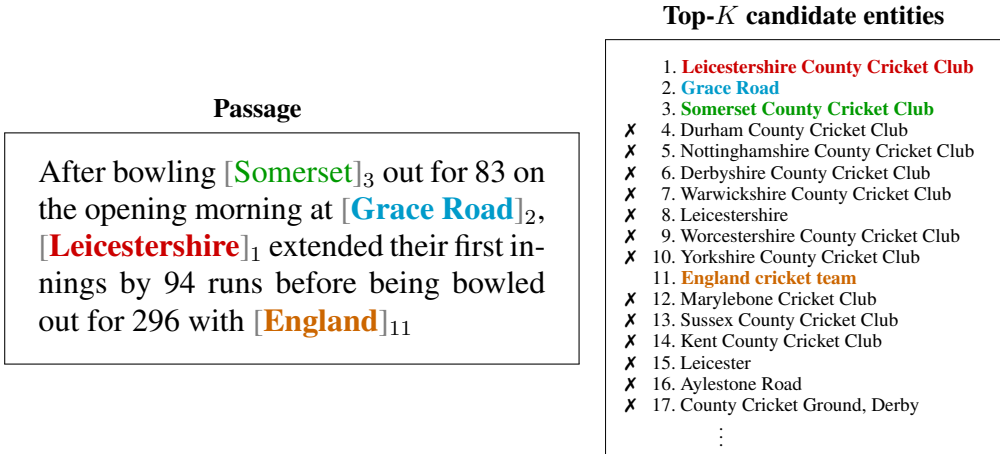 Passage
After bowling [Somerset]3 out for 83 on
the opening morning at [Grace Road]2,
[Leicestershire]1 extended their first in-
nings by 94 runs before being bowled
out for 296 with [England]11
Top-K candidate entities
1. Leicestershire County Cricket Club
2. Grace Road
3. Somerset County Cricket Club
✗ 4. Durham County Cricket Club
✗ 5. Nottinghamshire County Cricket Club
✗ 6. Derbyshire County Cricket Club
✗ 7. Warwickshire County Cricket Club
✗ 8. Leicestershire
✗ 9. Worcestershire County Cricket Club
✗ 10. Yorkshire County Cricket Club
11. England cricket team
✗ 12. Marylebone Cricket Club
✗ 13. Sussex County Cricket Club
✗ 14. Kent County Cricket Club
✗ 15. Leicester
✗ 16. Aylestone Road
✗ 17. County Cricket Ground, Derby
⋮